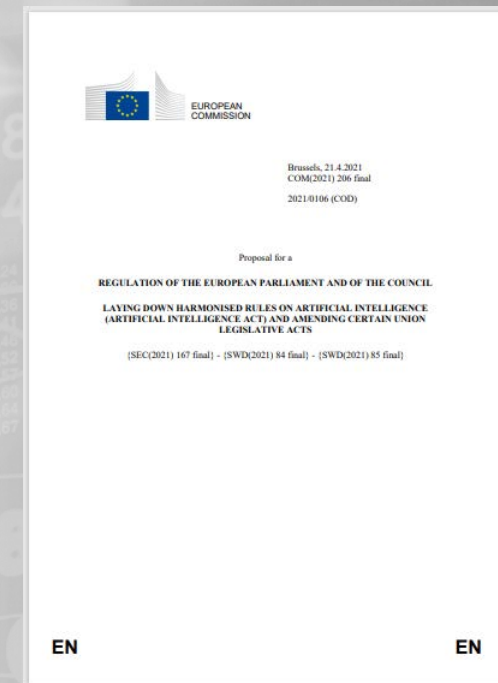 EUROPEAN
COMMISSION
Brussels, 21.4.2021
COM(2021) 206 final
2021/0106 (COD)
Proposal for a
REGULATION OF THE EUROPEAN PARLIAMENT AND OF THE COUNCIL
LAYING DOWN HARMONISED RULES ON ARTIFICIAL INTELLIGENCE
(ARTIFICIAL INTELLIGENCE ACT) AND AMENDING CERTAIN UNION
LEGISLATIVE ACTS
{SEC(2021) 167 final} - {SWD(2021) 84 final} - {SWD(2021) 85 final}
EN EN